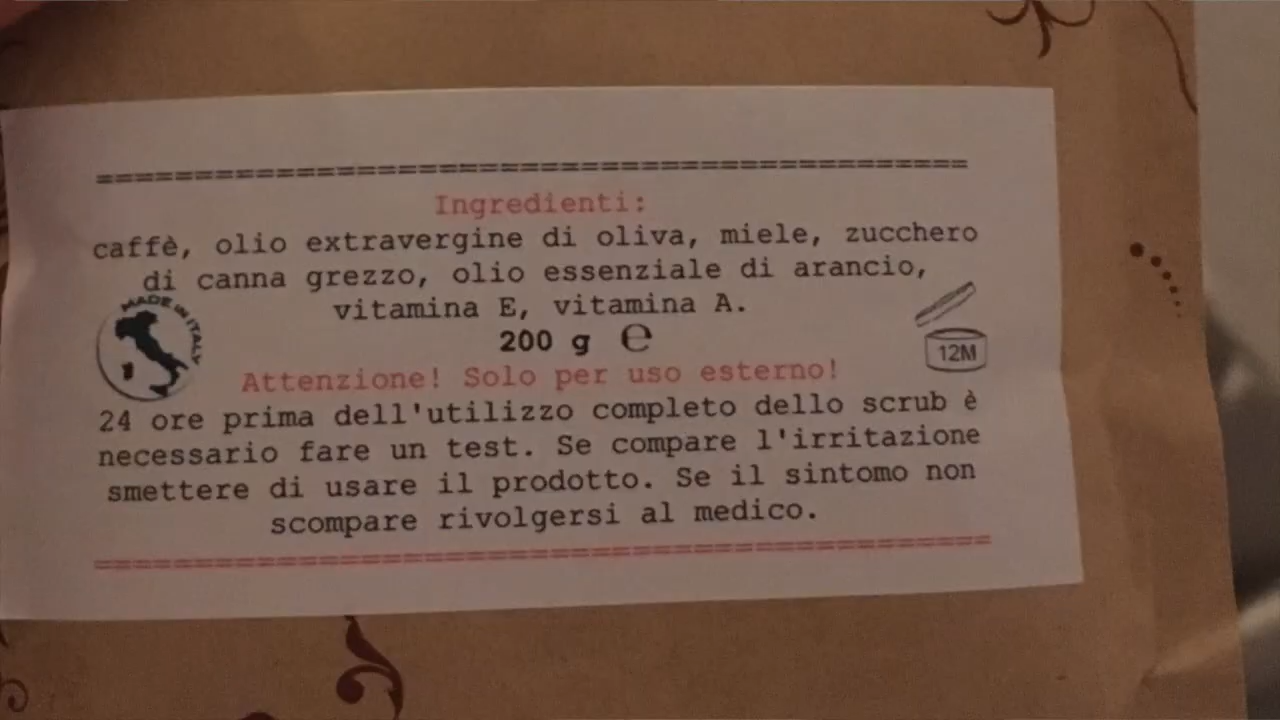 ==============================================
Ingredienti:
caffè, olio extravergine di oliva, miele, zucchero
di canna grezzo, olio essenziale di arancio,
vitamina E, vitamina A.
MADE IN ITALY
200 g ℮
12M
Attenzione! Solo per uso esterno!
24 ore prima dell'utilizzo completo dello scrub è
necessario fare un test. Se compare l'irritazione
smettere di usare il prodotto. Se il sintomo non
scompare rivolgersi al medico.
==============================================